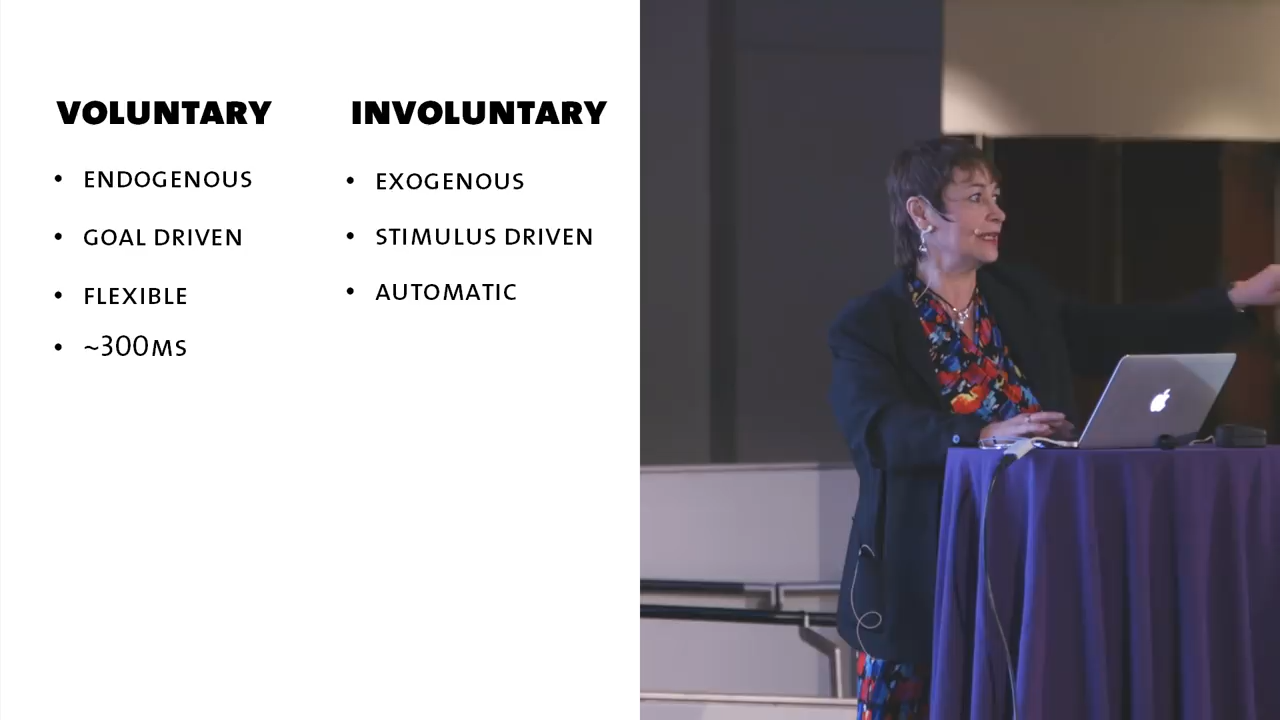 VOLUNTARY
• ENDOGENOUS
• GOAL DRIVEN
• FLEXIBLE
• ~300MS
INVOLUNTARY
• EXOGENOUS
• STIMULUS DRIVEN
• AUTOMATIC